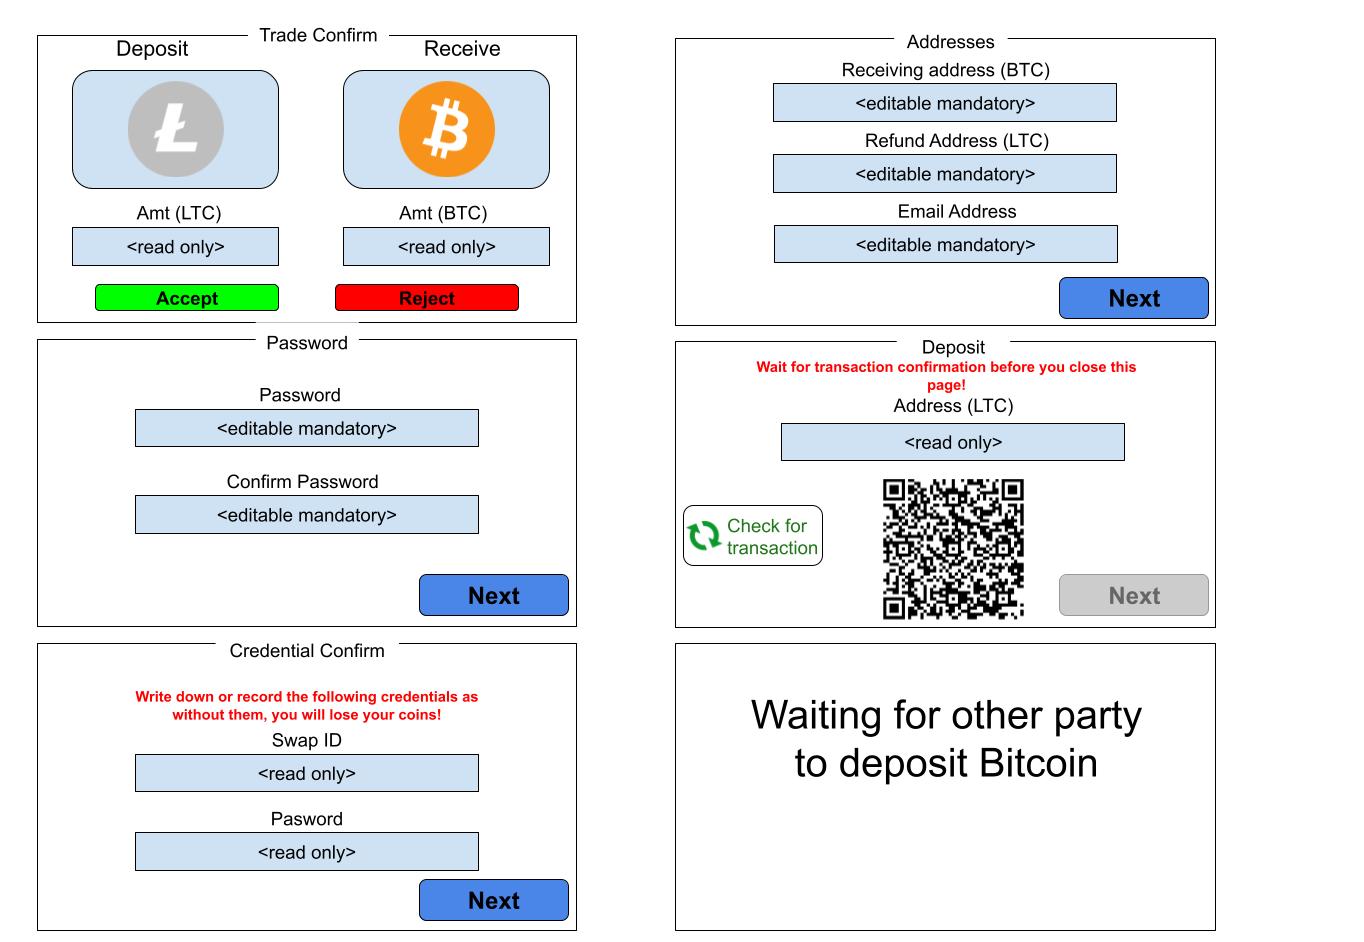 Trade Confirm
Deposit
Receive
Amt (LTC)
Amt (BTC)
<read only>
<read only>
Accept
Reject
Password
Password
<editable mandatory>
Confirm Password
<editable mandatory>
Next
Credential Confirm
Write down or record the following credentials as
without them, you will lose your coins!
Swap ID
<read only>
Pasword
<read only>
Next
Addresses
Receiving address (BTC)
<editable mandatory>
Refund Address (LTC)
<editable mandatory>
Email Address
<editable mandatory>
Next
Deposit
Wait for transaction confirmation before you close this
page!
Address (LTC)
<read only>
Check for
transaction
Next
Waiting for other party
to deposit Bitcoin